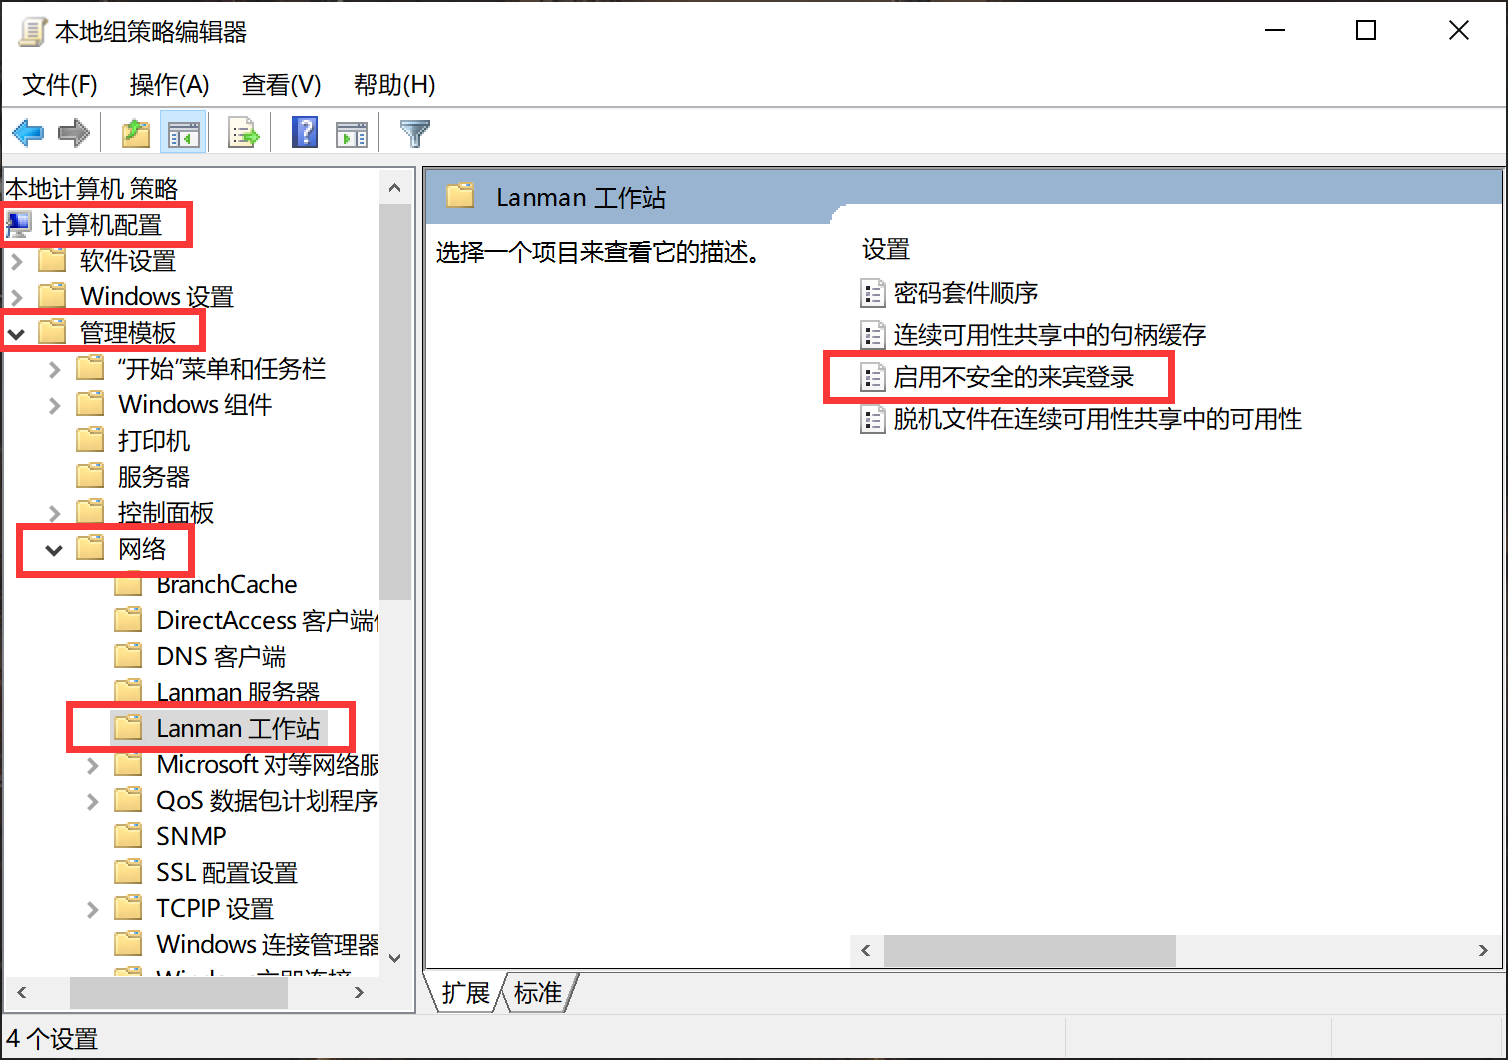 本地组策略编辑器
文件(F) 操作(A) 查看(V) 帮助(H)
本地计算机 策略
计算机配置
软件设置
Windows 设置
管理模板
“开始”菜单和任务栏
Windows 组件
打印机
服务器
控制面板
网络
BranchCache
DirectAccess 客户端
DNS 客户端
Lanman 服务器
Lanman 工作站
Microsoft 对等网络服
QoS 数据包计划程序
SNMP
SSL 配置设置
TCPIP 设置
Windows 连接管理器
Windows 立即连接
Lanman 工作站
选择一个项目来查看它的描述。
设置
密码套件顺序
连续可用性共享中的句柄缓存
启用不安全的来宾登录
脱机文件在连续可用性共享中的可用性
扩展 标准
4 个设置